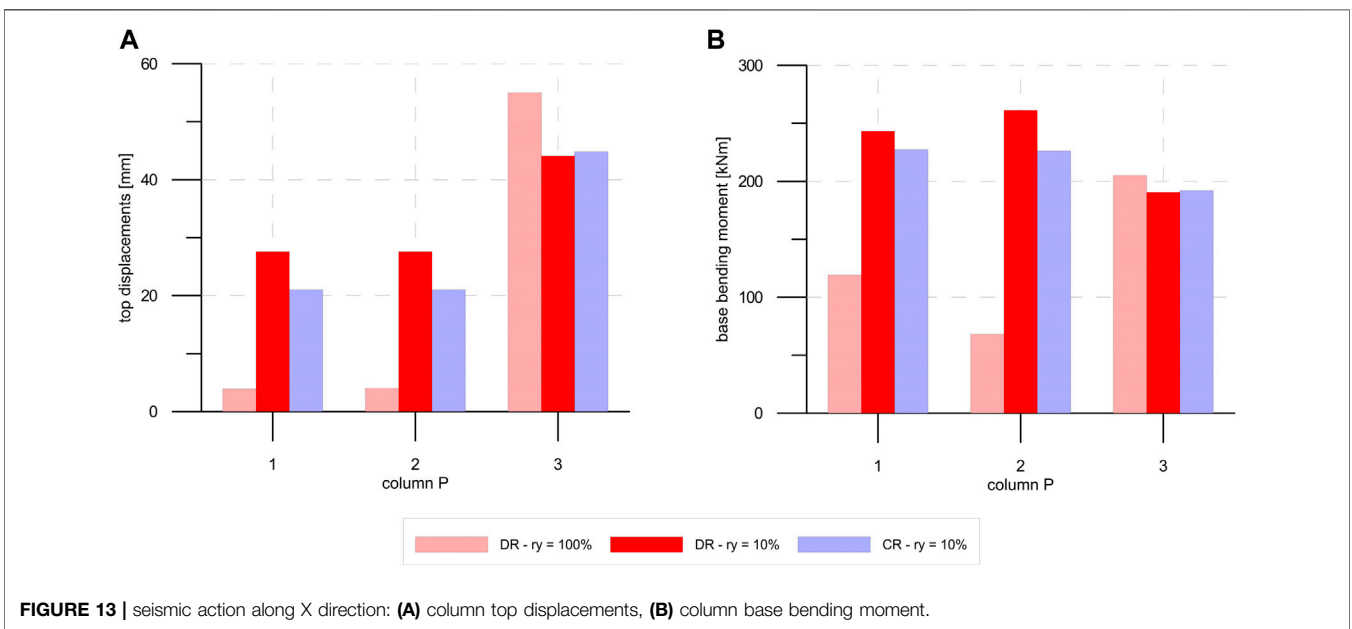 A
60
40
20
0
top displacements [mm]
1
2
3
column P
B
300
200
100
0
base bending moment [kNm]
1
2
3
column P
DR - ry = 100%
DR - ry = 10%
CR - ry = 10%
FIGURE 13 | seismic action along X direction: (A) column top displacements, (B) column base bending moment.